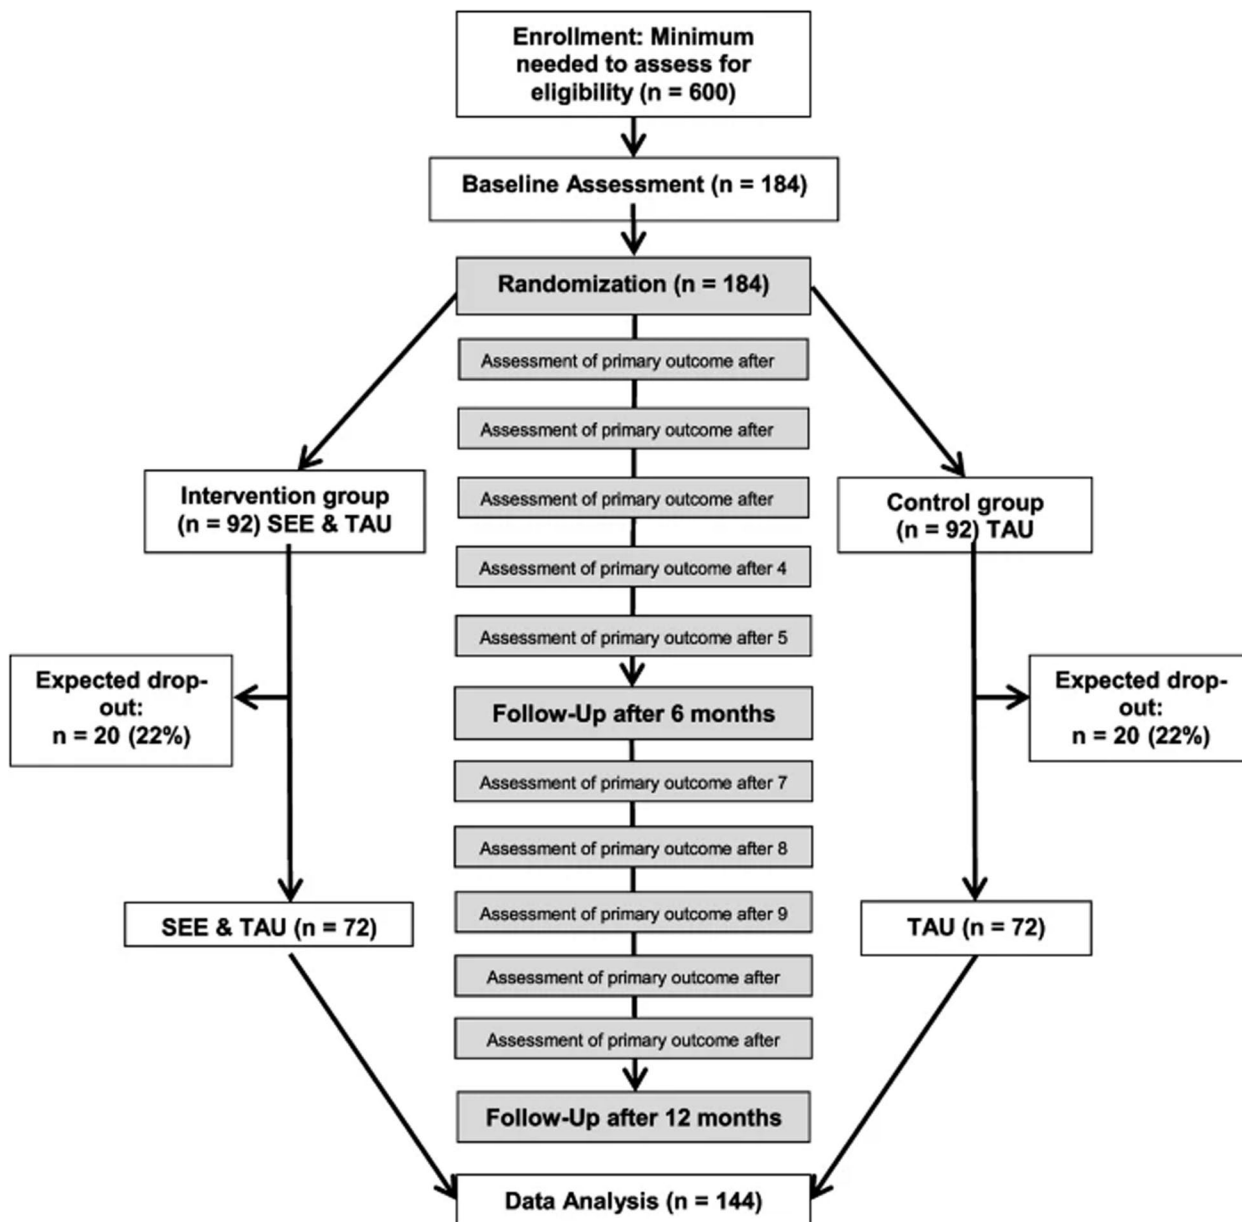 Enrollment: Minimum
needed to assess for
eligibility (n = 600)
Baseline Assessment (n = 184)
Randomization (n = 184)
Assessment of primary outcome after
Assessment of primary outcome after
Assessment of primary outcome after
Assessment of primary outcome after 4
Assessment of primary outcome after 5
Intervention group
(n = 92) SEE & TAU
Control group
(n = 92) TAU
Expected drop-
out:
n = 20 (22%)
Expected drop-
out:
n = 20 (22%)
Follow-Up after 6 months
Assessment of primary outcome after 7
Assessment of primary outcome after 8
Assessment of primary outcome after 9
Assessment of primary outcome after
Assessment of primary outcome after
SEE & TAU (n = 72)
TAU (n = 72)
Follow-Up after 12 months
Data Analysis (n = 144)